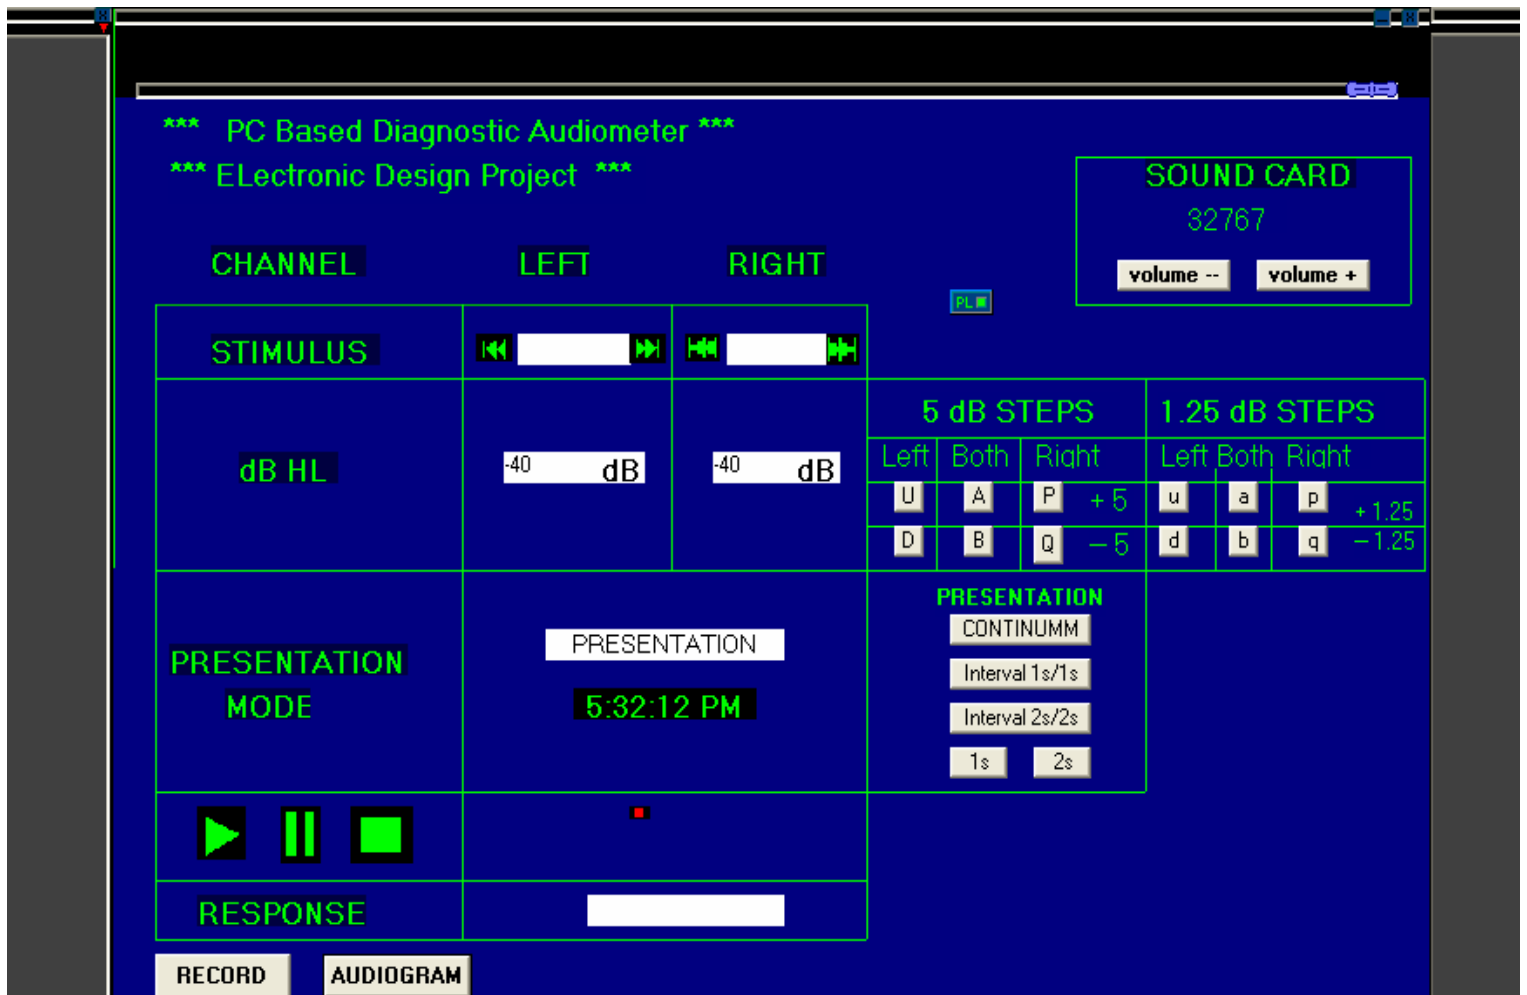 *** PC Based Diagnostic Audiometer ***
*** ELectronic Design Project ***
SOUND CARD
32767
volume -- volume +
CHANNEL LEFT RIGHT
PL
STIMULUS
5 dB STEPS 1.25 dB STEPS
Left Both Right Left Both Right
dB HL -40 dB -40 dB
U A P + 5 u a p + 1.25
D B Q - 5 d b q - 1.25
PRESENTATION
CONTINUMM
PRESENTATION
PRESENTATION
MODE
Interval 1s/1s
5:32:12 PM
Interval 2s/2s
1s 2s
RESPONSE
RECORD AUDIOGRAM